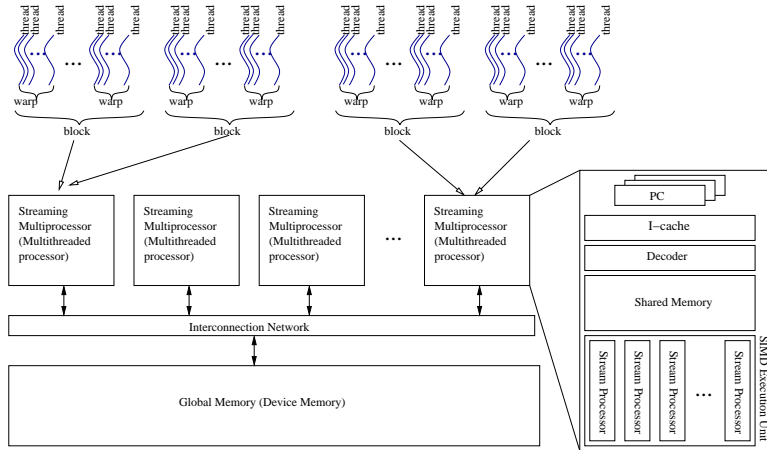 thread thread thread thread thread thread thread thread thread thread thread thread thread thread thread thread thread thread thread thread thread thread thread thread
... ... ... ... ... ... ... ...
... ... ... ...
warp warp warp warp warp warp warp warp
block block block block
Streaming
Multiprocessor
(Multithreaded
processor)
Streaming
Multiprocessor
(Multithreaded
processor)
Streaming
Multiprocessor
(Multithreaded
processor)
...
Streaming
Multiprocessor
(Multithreaded
processor)
Interconnection Network
Global Memory (Device Memory)
PC
I−cache
Decoder
Shared Memory
Stream Processor
Stream Processor
Stream Processor
...
Stream Processor
SIMD Execution Unit